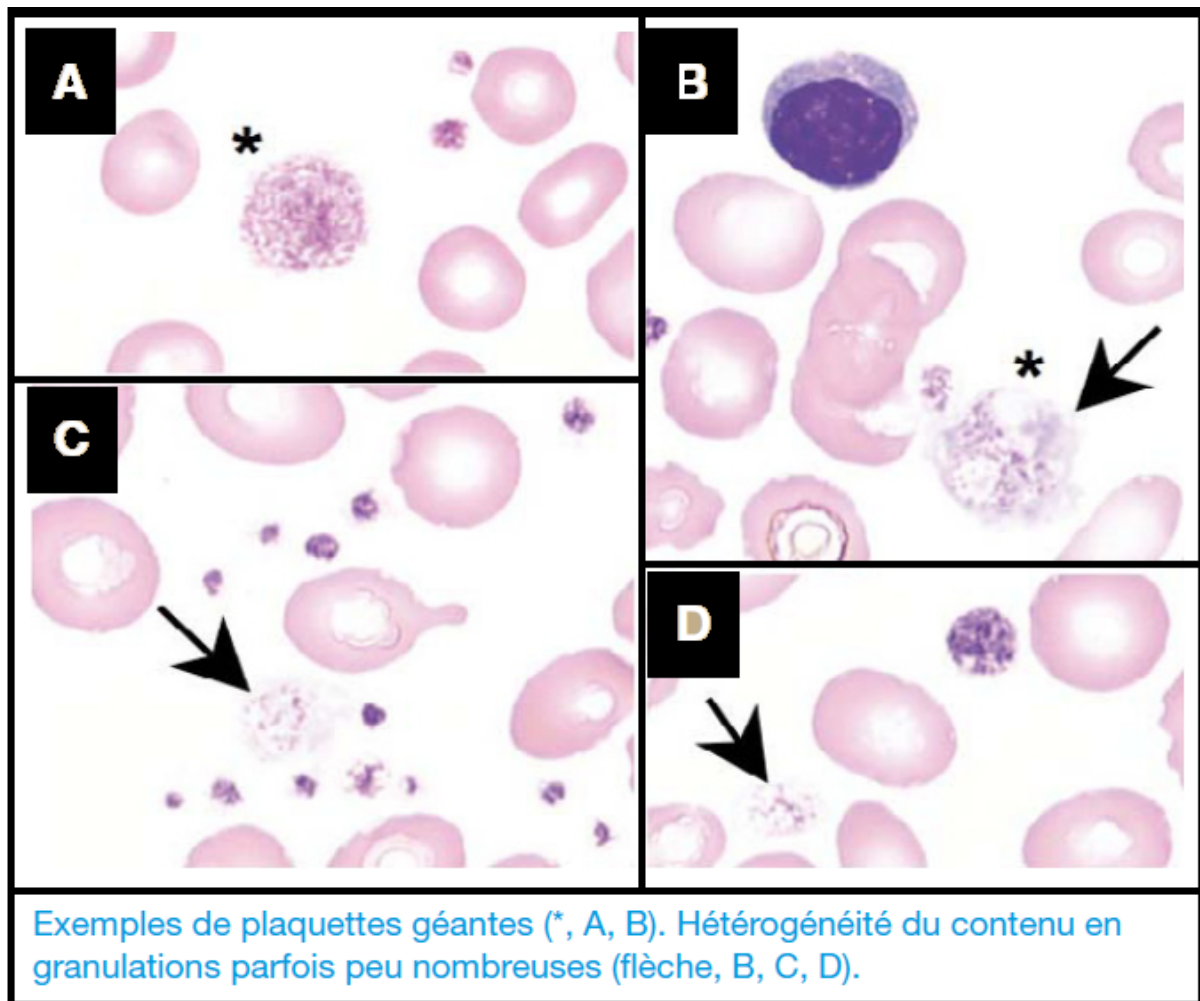 A
*
B
*
C
D
Exemples de plaquettes géantes (*, A, B). Hétérogénéité du contenu en
granulations parfois peu nombreuses (flèche, B, C, D).